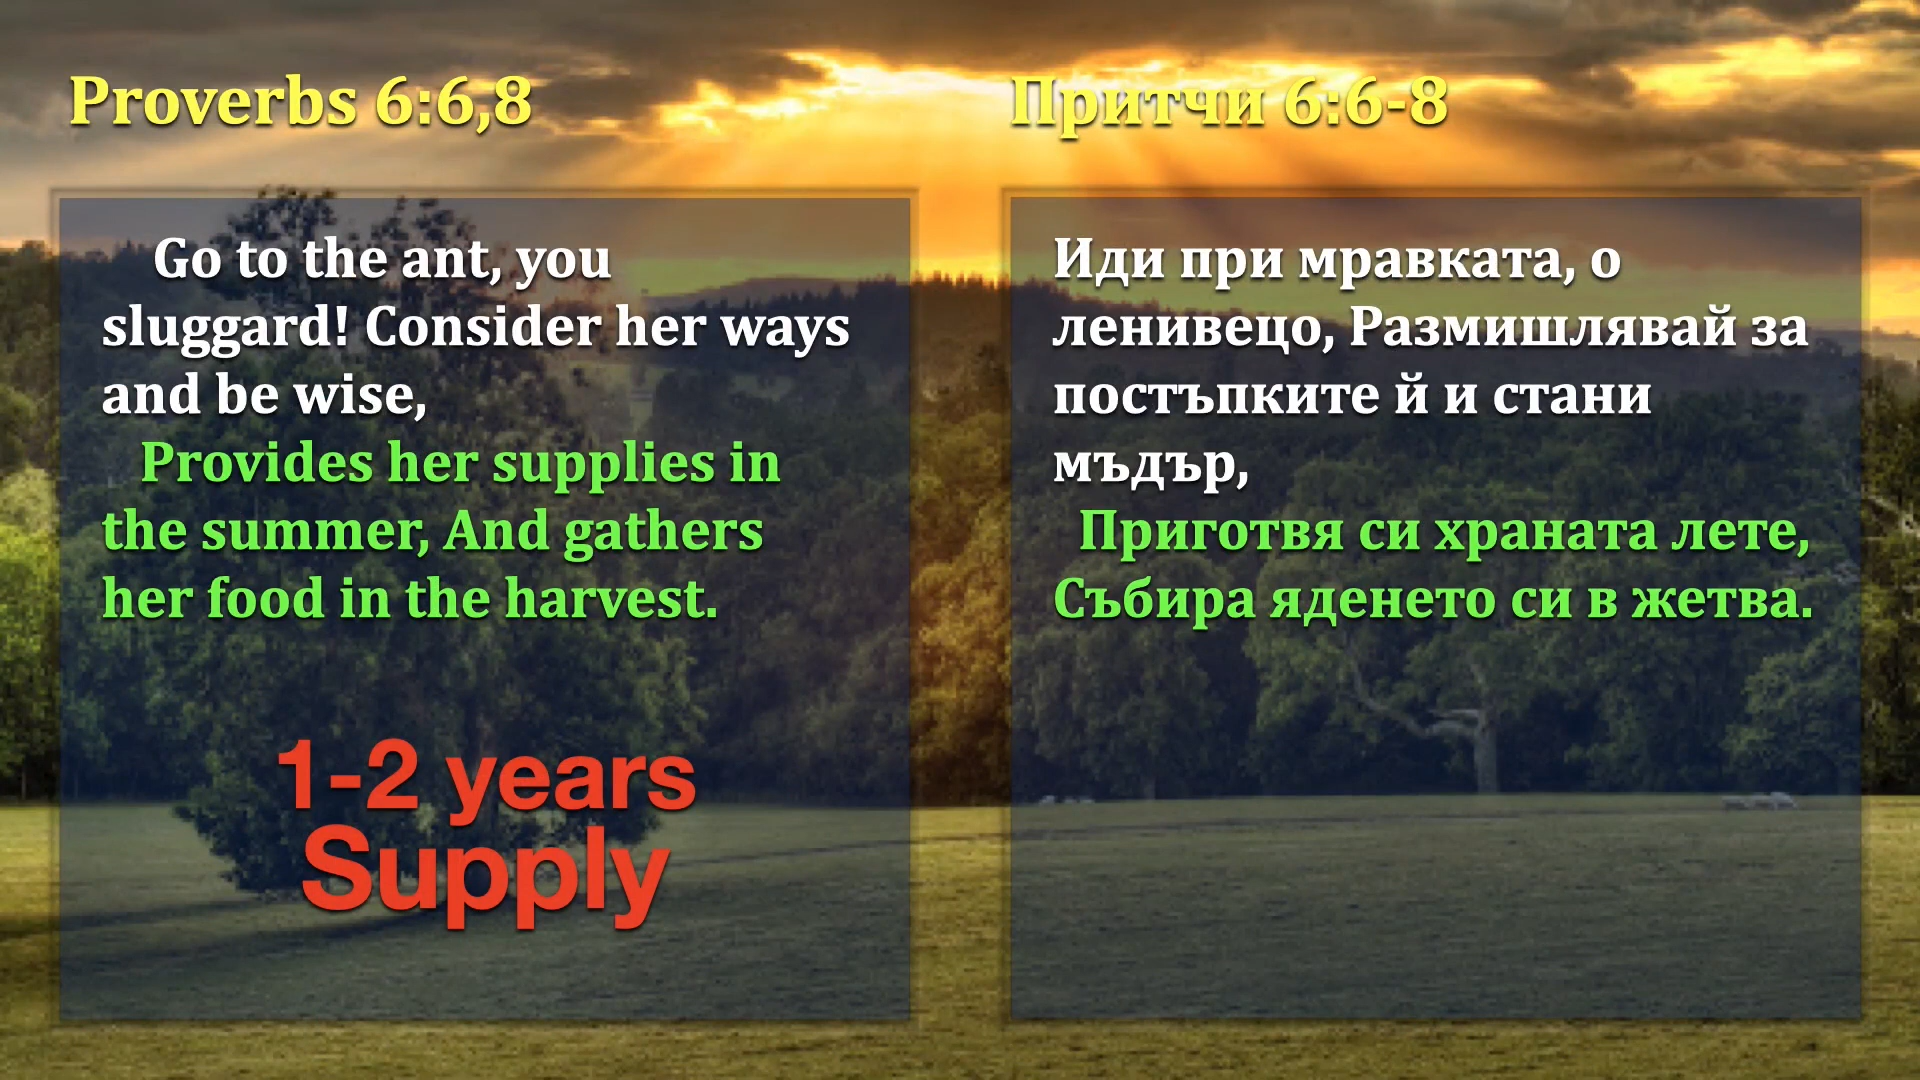 Proverbs 6:6,8
Go to the ant, you
sluggard! Consider her ways
and be wise,
Provides her supplies in
the summer, And gathers
her food in the harvest.
1-2 years
Supply
Притчи 6:6-8
Иди при мравката, о
ленивецо, Размишлявай за
постъпките й и стани
мъдър,
Приготвя си храната лете,
Събира яденето си в жетва.